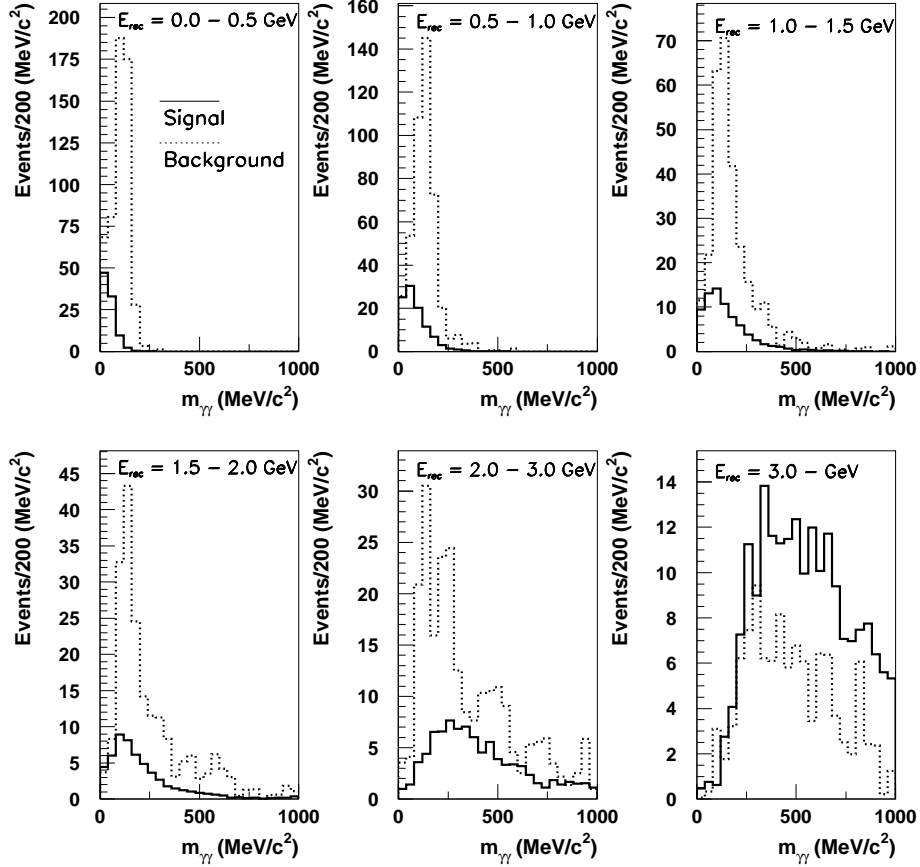 E_rec = 0.0 – 0.5 GeV
Events/200 (MeV/c²)
200
175
150
125
100
75
50
25
0
Signal
Background
0 500 1000
m_γγ (MeV/c²)
E_rec = 0.5 – 1.0 GeV
Events/200 (MeV/c²)
160
140
120
100
80
60
40
20
0
0 500 1000
m_γγ (MeV/c²)
E_rec = 1.0 – 1.5 GeV
Events/200 (MeV/c²)
70
60
50
40
30
20
10
0
0 500 1000
m_γγ (MeV/c²)
E_rec = 1.5 – 2.0 GeV
Events/200 (MeV/c²)
45
40
35
30
25
20
15
10
5
0
0 500 1000
m_γγ (MeV/c²)
E_rec = 2.0 – 3.0 GeV
Events/200 (MeV/c²)
30
25
20
15
10
5
0
0 500 1000
m_γγ (MeV/c²)
E_rec = 3.0 – GeV
Events/200 (MeV/c²)
14
12
10
8
6
4
2
0
0 500 1000
m_γγ (MeV/c²)